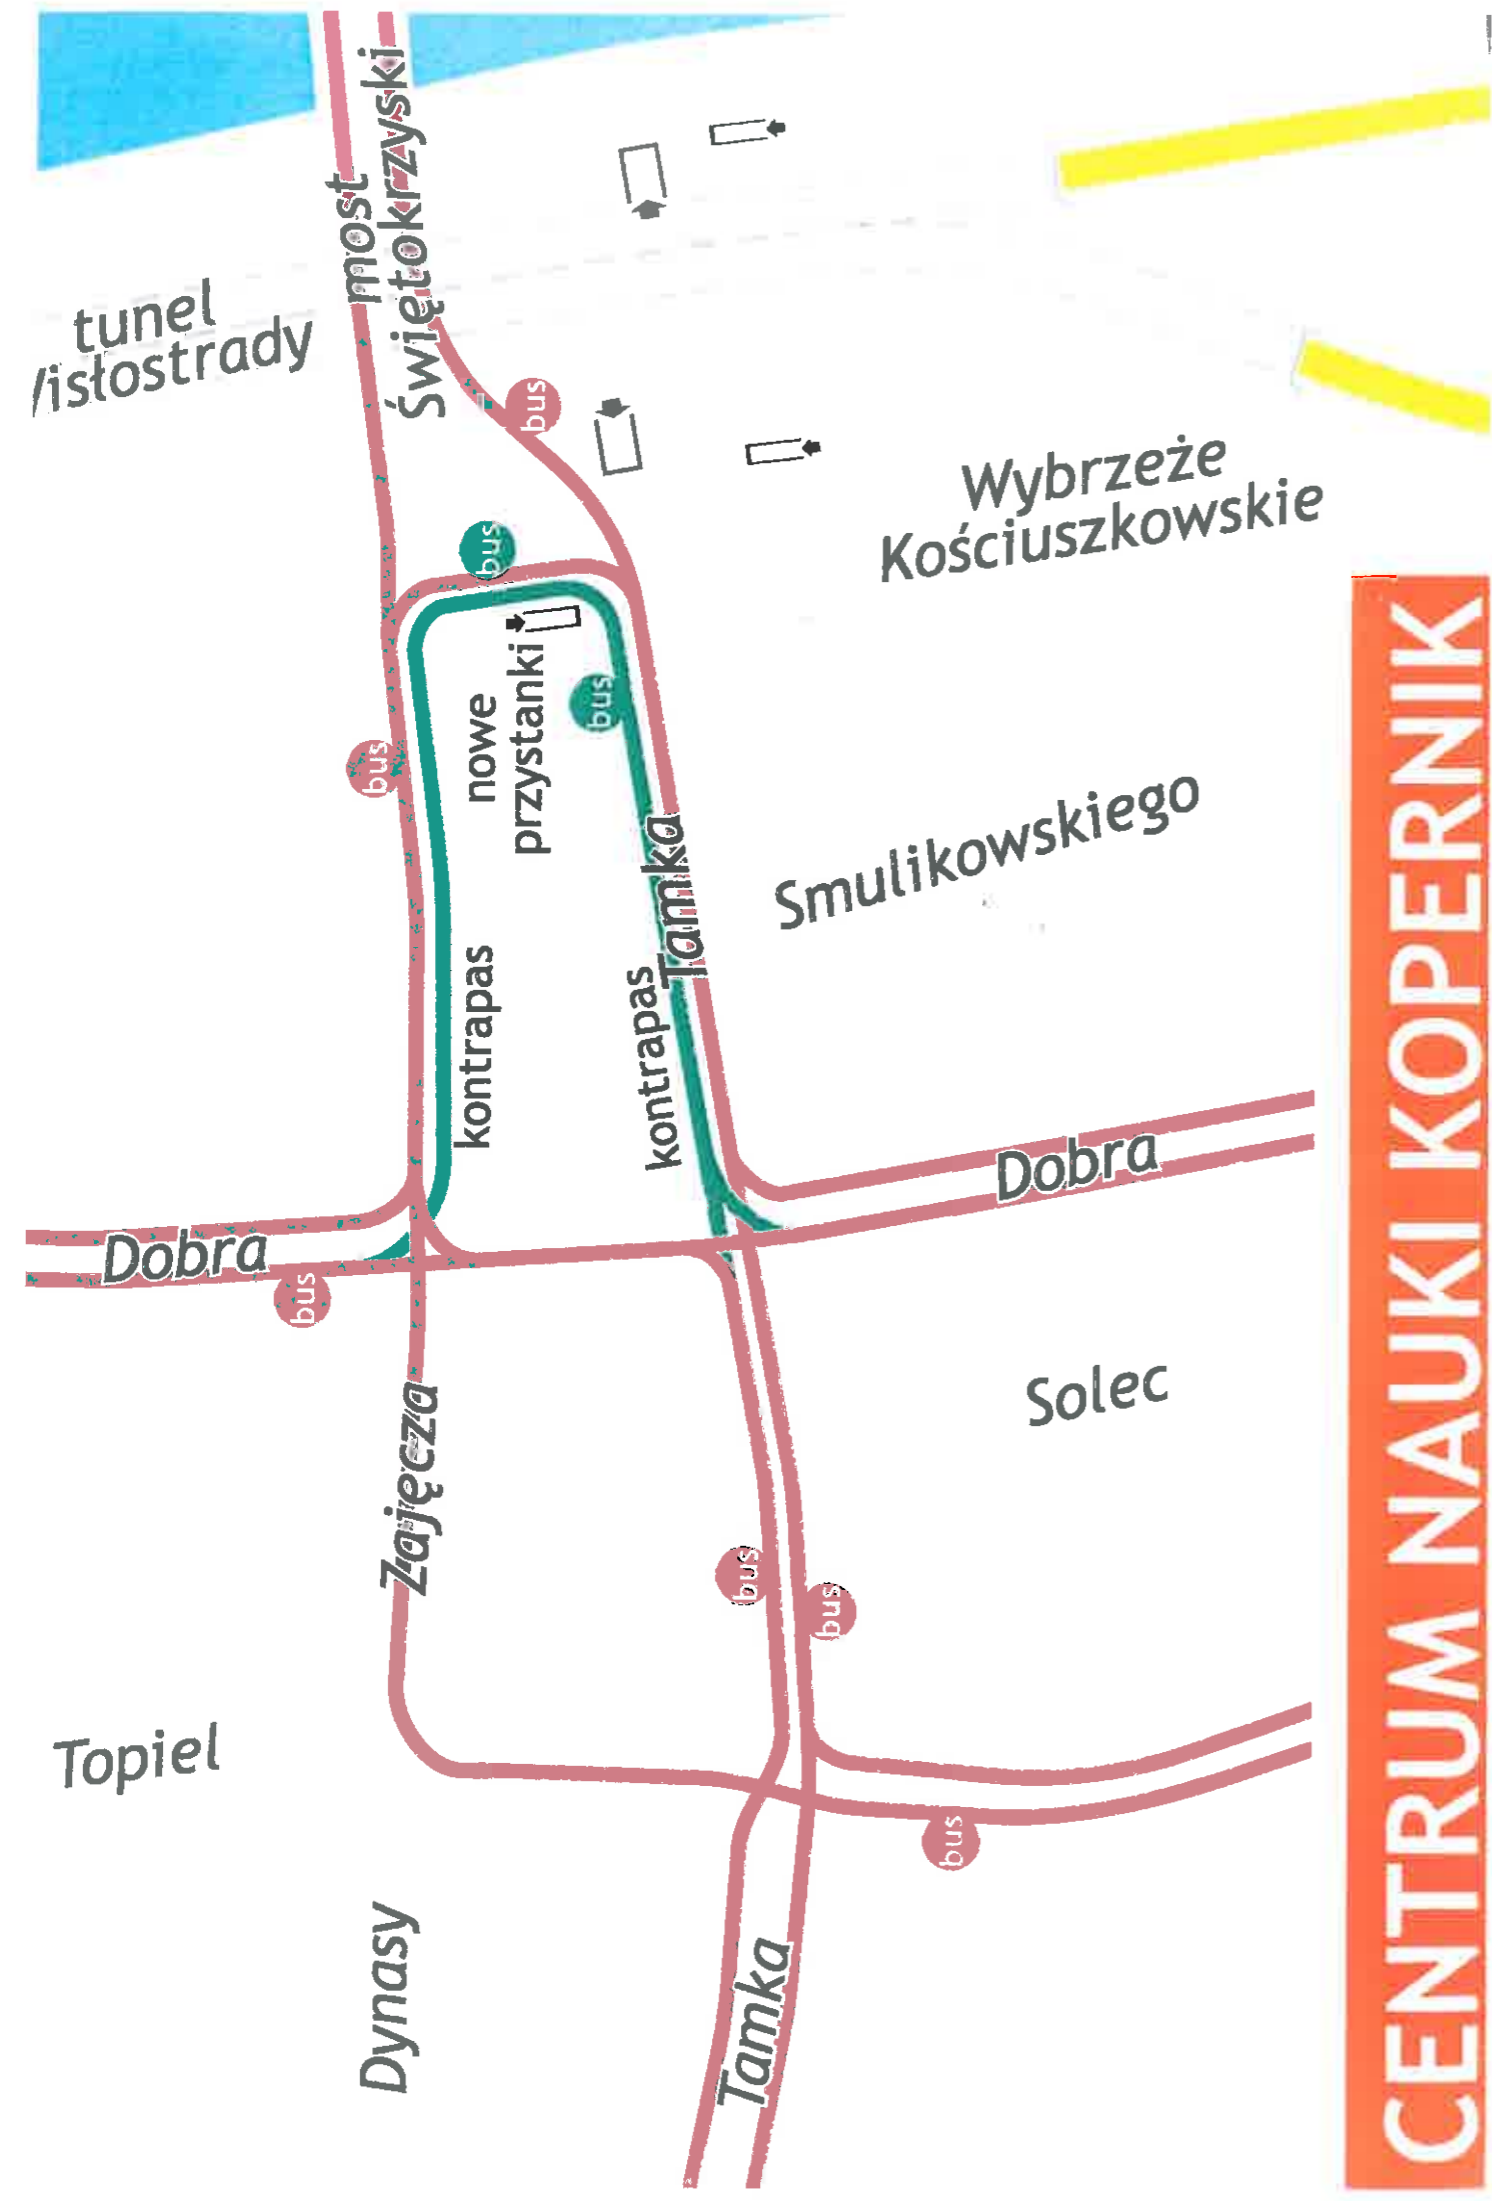 most
Świętokrzyski
tunel
/isłostrady
bus
Wybrzeże
Kościuszkowskie
bus
nowe
przystanki
bus
bus
Smulikowskiego
Tamka
kontrapas
kontrapas
Dobra
Dobra
bus
Solec
Zajęcza
bus
bus
Topiel
bus
Dynasy
Tamka
CENTRUM NAUKI KOPERNIK